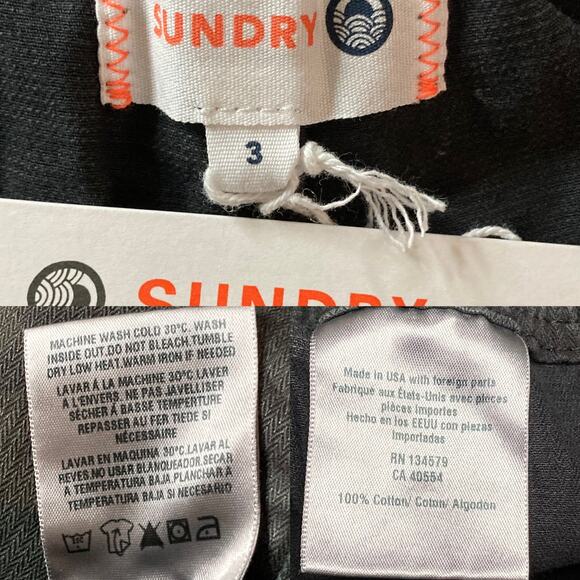 SUNDRY
3
SUNDRY
MACHINE WASH COLD 30°C. WASH
INSIDE OUT.DO NOT BLEACH.TUMBLE
DRY LOW HEAT.WARM IRON IF NEEDED
LAVAR Á LA MACHINE 30°C.LAVER
A L'ENVERS. NE PAS JAVELLISER
SÉCHER À BASSE TEMPERTURE
REPASSER AU FER TIEDE SI
NÉCESSAIRE
LAVAR EN MAQUINA 30°C.LAVAR AL
REVES.NO USAR BLANQUEADOR.SECAR
A TEMPERATURA BAJA.PLANCHAR A
TEMPERATURA BAJA SI NECESARIO
Made in USA with foreign parts
Fabriqué aux États-Unis avec pieces
pièces importes
Hecho en los EEUU con piezas
Importadas
RN 134579
CA 40554
100% Cotton/ Coton/ Algodón